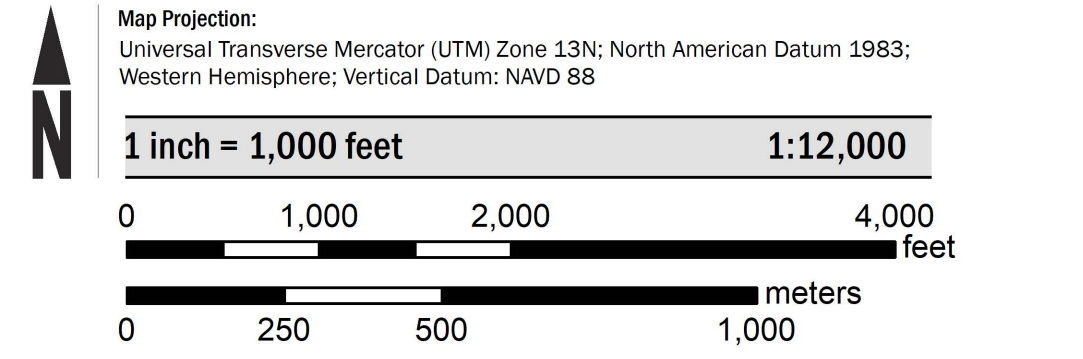 N
Map Projection:
Universal Transverse Mercator (UTM) Zone 13N; North American Datum 1983;
Western Hemisphere; Vertical Datum: NAVD 88
1 inch = 1,000 feet 1:12,000
0 1,000 2,000 4,000
feet
meters
0 250 500 1,000